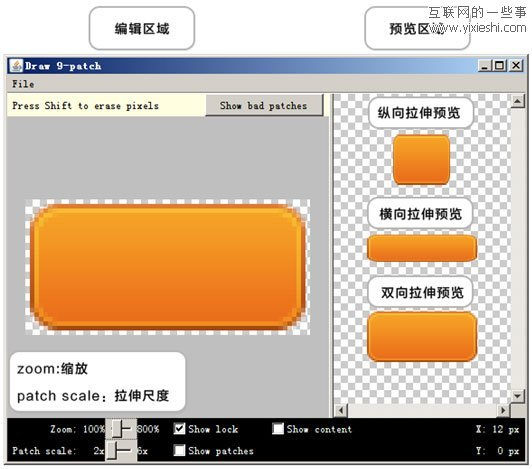 编辑区域
预览区域
互联网的一些事
www.yixieshi.com
Draw 9-patch
File
Press Shift to erase pixels
Show bad patches
纵向拉伸预览
横向拉伸预览
双向拉伸预览
zoom:缩放
patch scale：拉伸尺度
Zoom: 100% 800% Show lock Show content X: 12 px
Patch scale: 2x 6x Show patches Y: 0 px